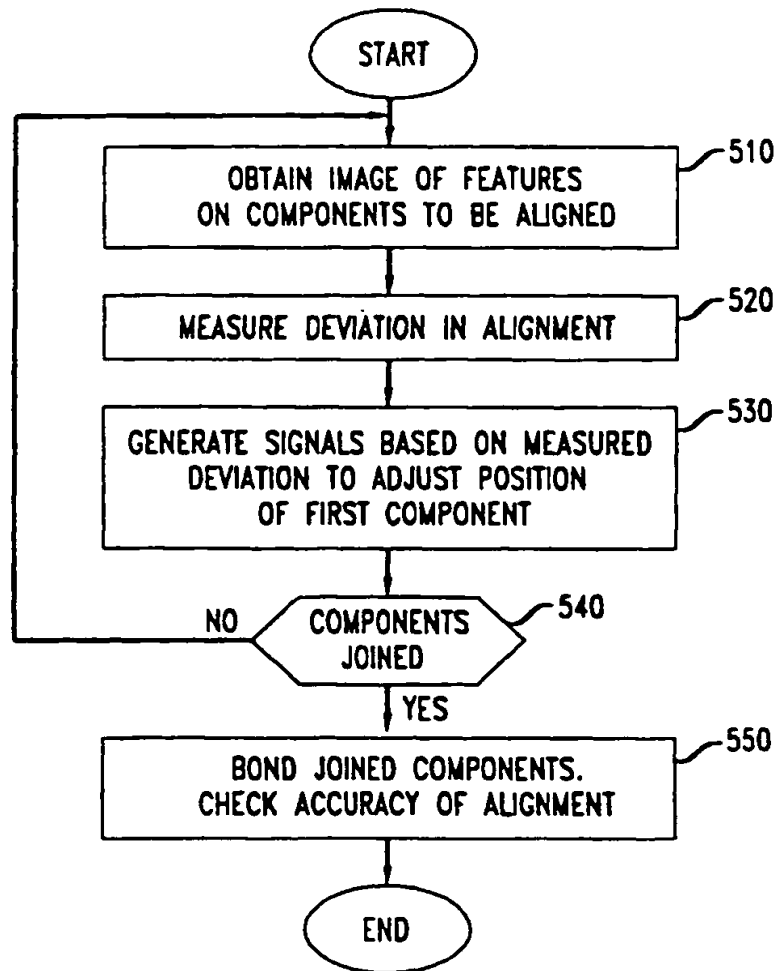 START
510
OBTAIN IMAGE OF FEATURES
ON COMPONENTS TO BE ALIGNED
520
MEASURE DEVIATION IN ALIGNMENT
530
GENERATE SIGNALS BASED ON MEASURED
DEVIATION TO ADJUST POSITION
OF FIRST COMPONENT
540
NO
COMPONENTS
JOINED
YES
550
BOND JOINED COMPONENTS.
CHECK ACCURACY OF ALIGNMENT
END